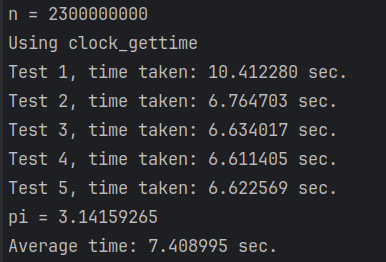 n = 2300000000
Using clock_gettime
Test 1, time taken: 10.412280 sec.
Test 2, time taken: 6.764703 sec.
Test 3, time taken: 6.634017 sec.
Test 4, time taken: 6.611405 sec.
Test 5, time taken: 6.622569 sec.
pi = 3.14159265
Average time: 7.408995 sec.